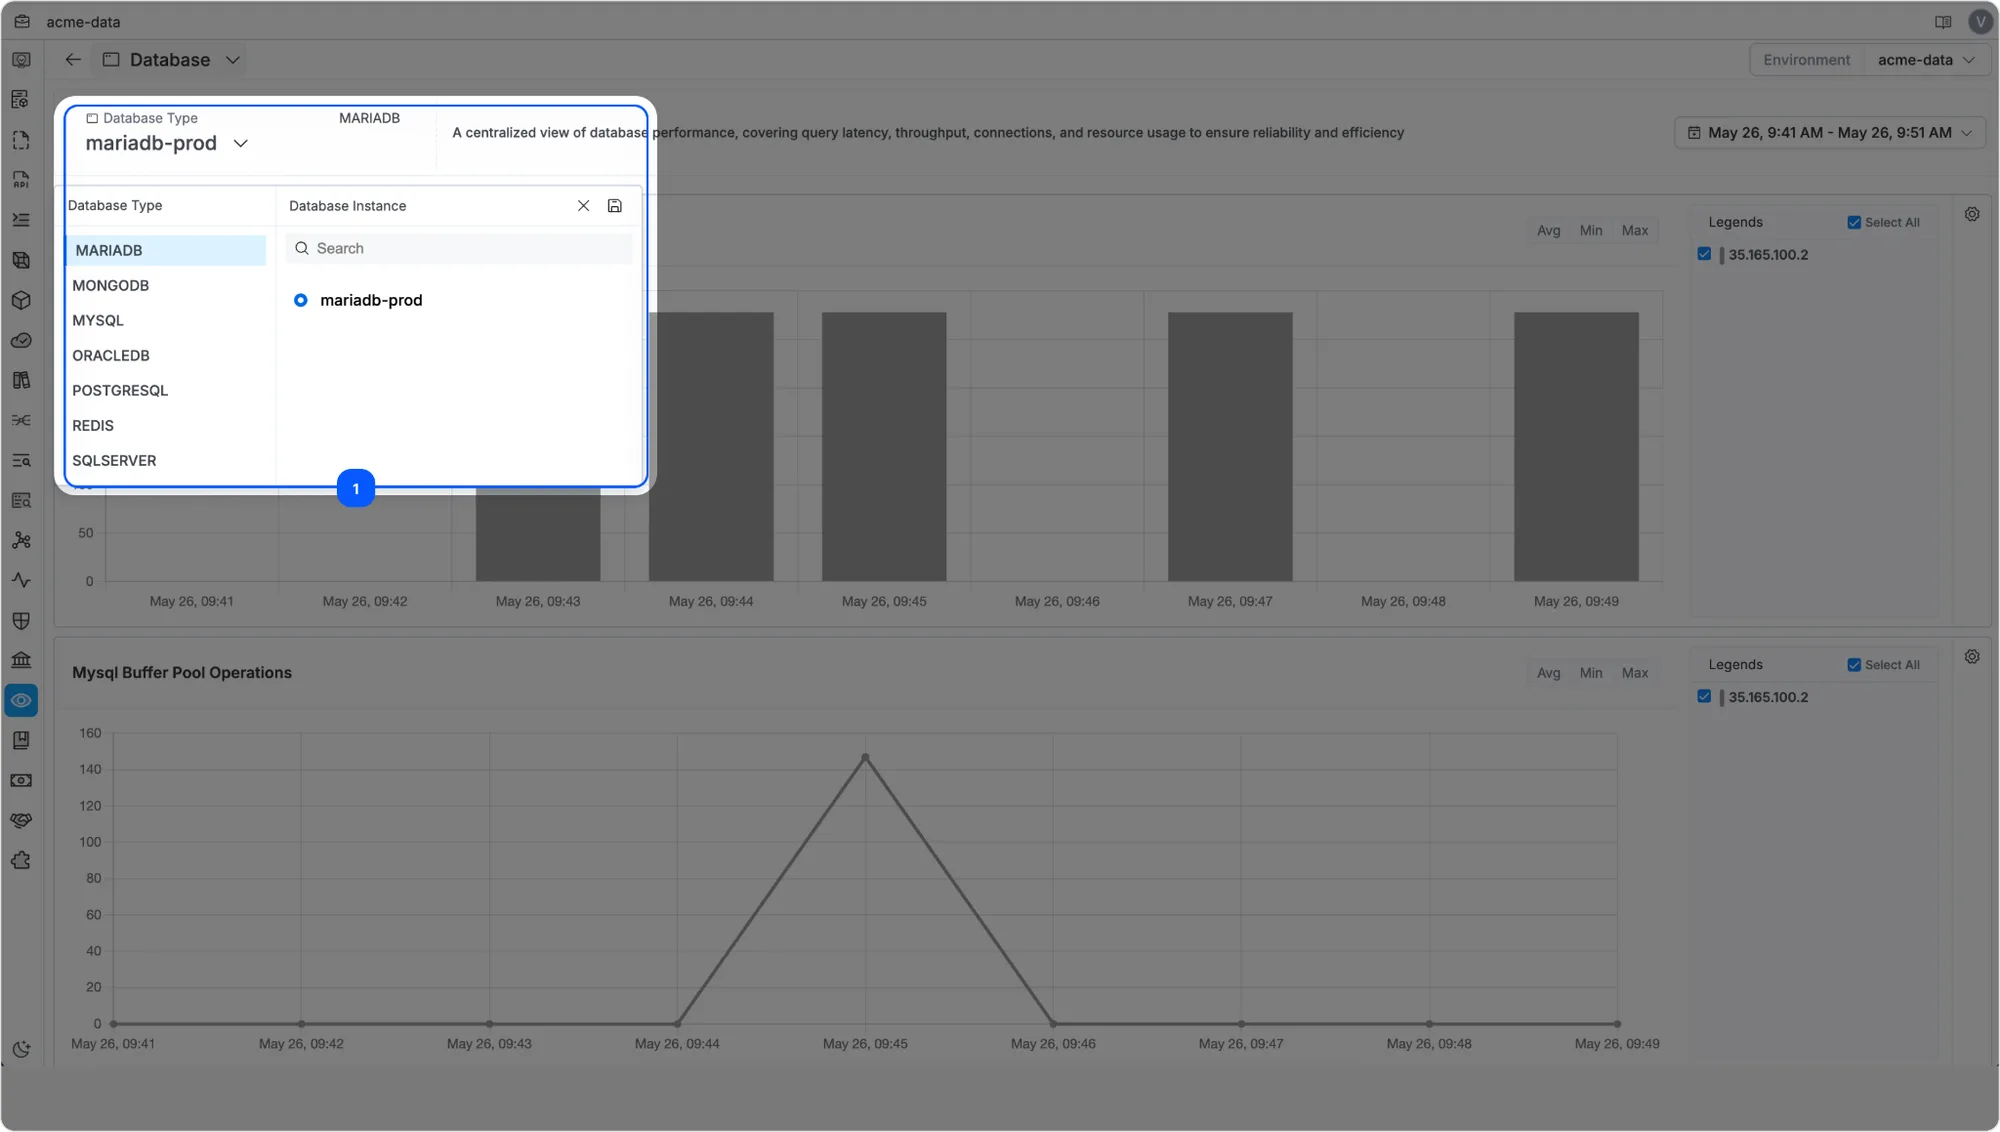 acme-data
V
Database
Environment
acme-data
Database Type
MARIADB
mariadb-prod
A centralized view of database performance, covering query latency, throughput, connections, and resource usage to ensure reliability and efficiency
May 26, 9:41 AM - May 26, 9:51 AM
Database Type
Database Instance
MARIADB
Search
MONGODB
mariadb-prod
MYSQL
ORACLEDB
POSTGRESQL
REDIS
SQLSERVER
1
Avg Min Max
Legends
Select All
35.165.100.2
50
0
May 26, 09:41
May 26, 09:42
May 26, 09:43
May 26, 09:44
May 26, 09:45
May 26, 09:46
May 26, 09:47
May 26, 09:48
May 26, 09:49
Mysql Buffer Pool Operations
Avg Min Max
Legends
Select All
35.165.100.2
160
140
120
100
80
60
40
20
0
May 26, 09:41
May 26, 09:42
May 26, 09:43
May 26, 09:44
May 26, 09:45
May 26, 09:46
May 26, 09:47
May 26, 09:48
May 26, 09:49
API